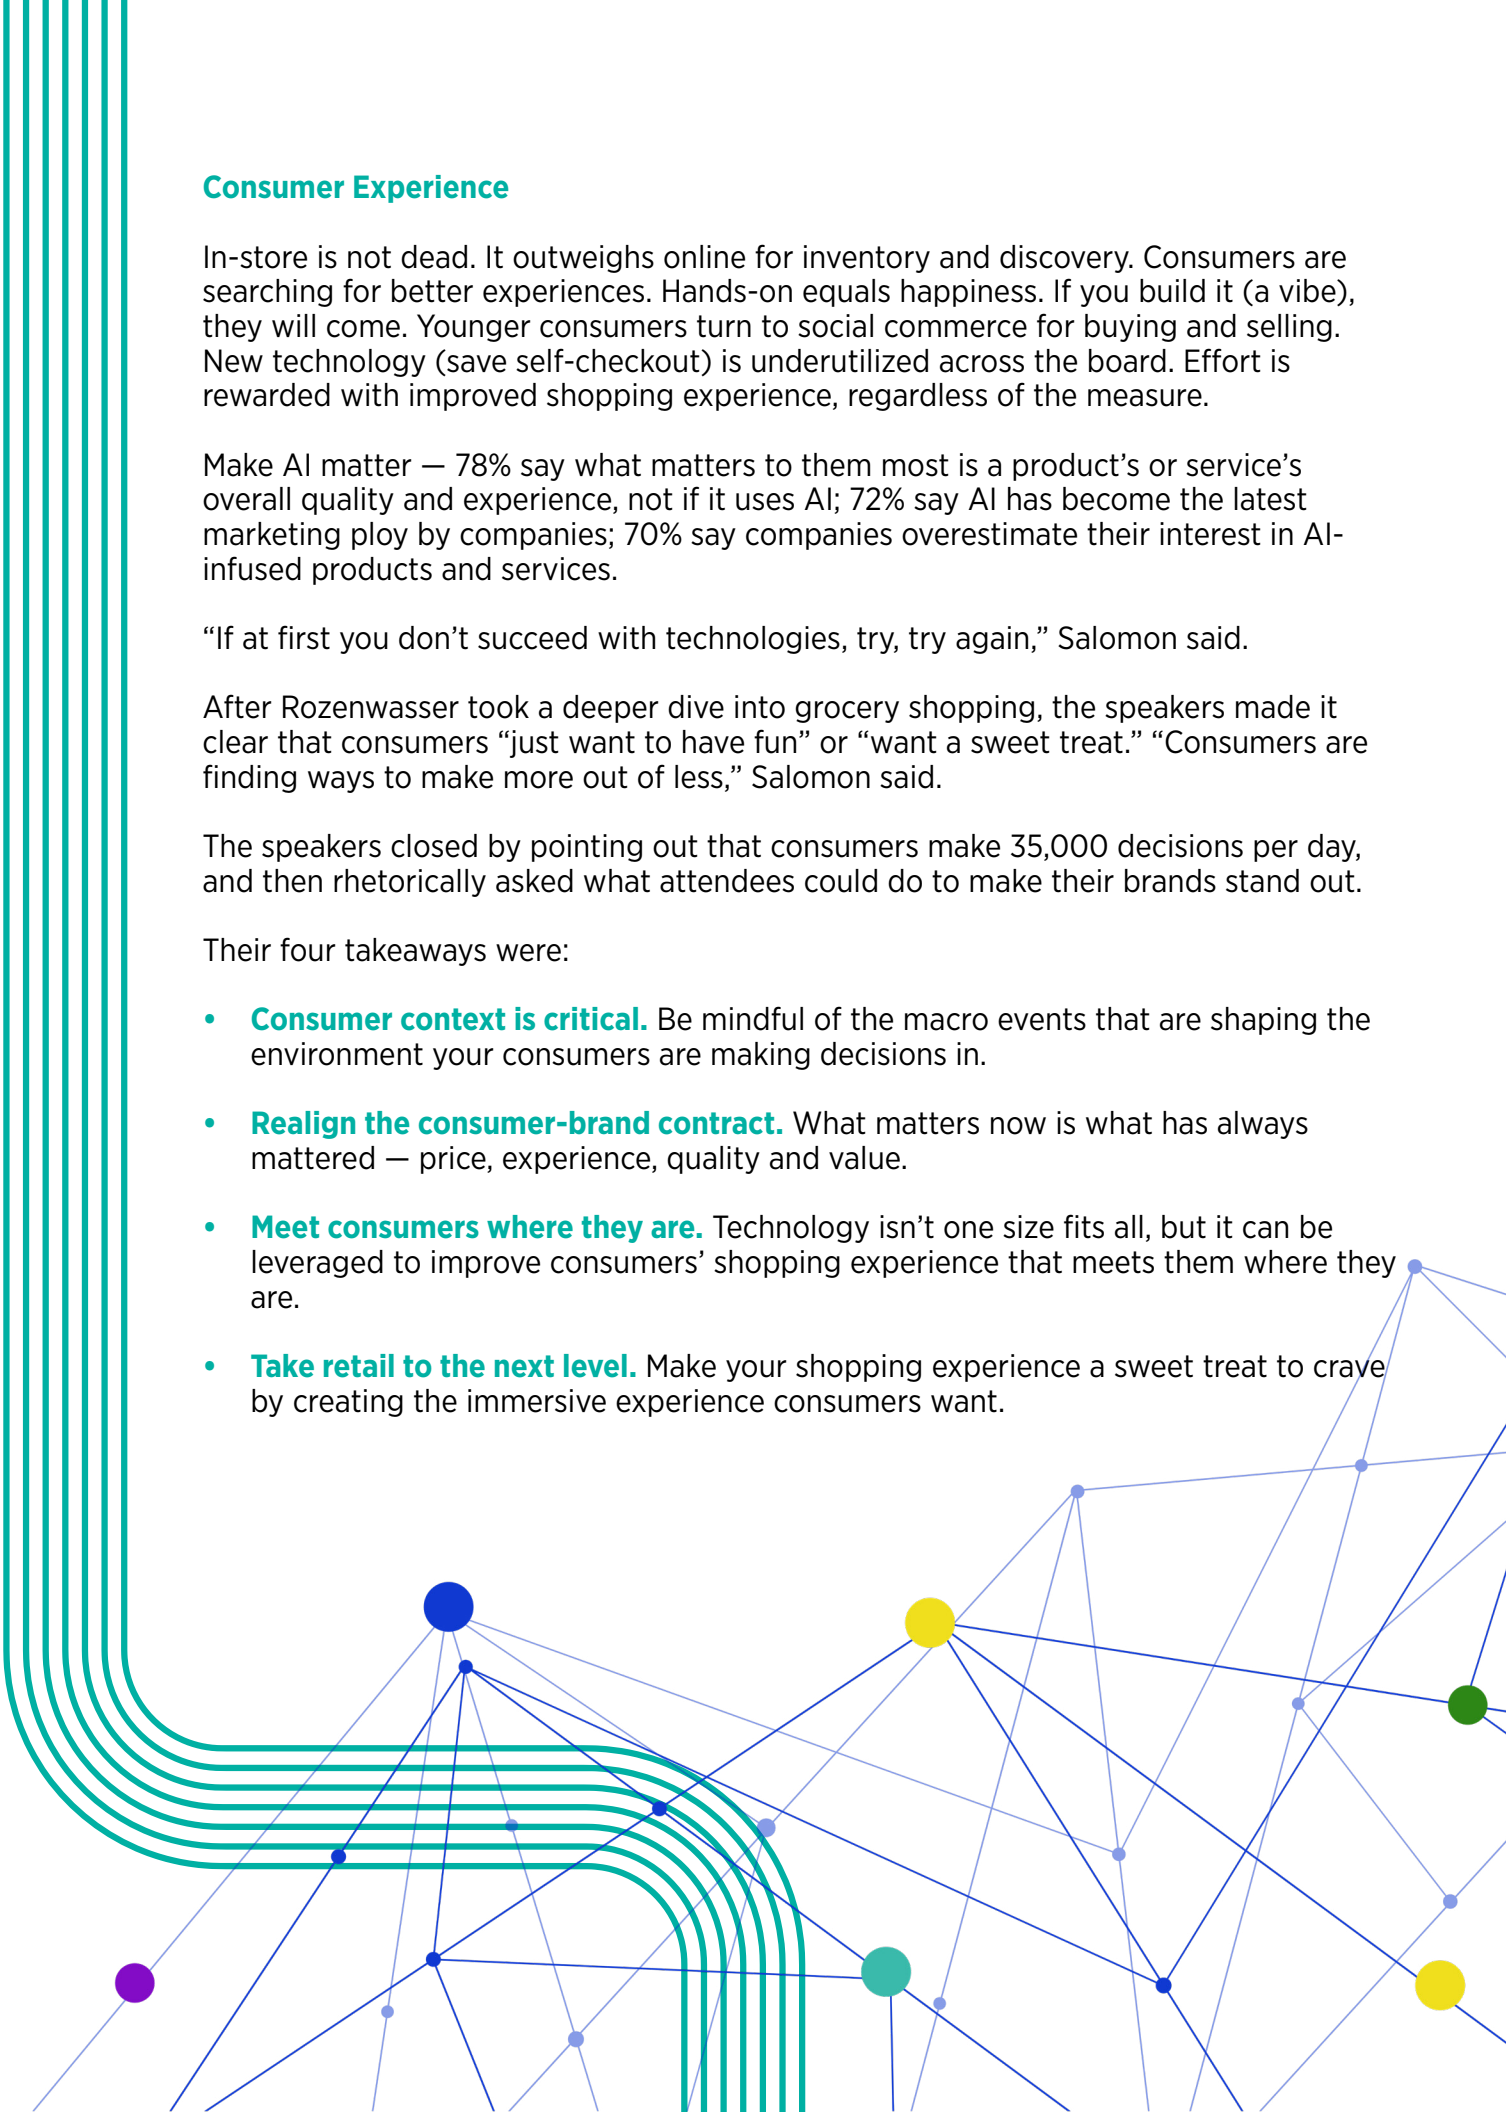 Consumer Experience
In-store is not dead. It outweighs online for inventory and discovery. Consumers are
searching for better experiences. Hands-on equals happiness. If you build it (a vibe),
they will come. Younger consumers turn to social commerce for buying and selling.
New technology (save self-checkout) is underutilized across the board. Effort is
rewarded with improved shopping experience, regardless of the measure.
Make AI matter — 78% say what matters to them most is a product’s or service’s
overall quality and experience, not if it uses AI; 72% say AI has become the latest
marketing ploy by companies; 70% say companies overestimate their interest in AI-
infused products and services.
“If at first you don’t succeed with technologies, try, try again,” Salomon said.
After Rozenwasser took a deeper dive into grocery shopping, the speakers made it
clear that consumers “just want to have fun” or “want a sweet treat.” “Consumers are
finding ways to make more out of less,” Salomon said.
The speakers closed by pointing out that consumers make 35,000 decisions per day,
and then rhetorically asked what attendees could do to make their brands stand out.
Their four takeaways were:
• Consumer context is critical. Be mindful of the macro events that are shaping the
environment your consumers are making decisions in.
• Realign the consumer-brand contract. What matters now is what has always
mattered — price, experience, quality and value.
• Meet consumers where they are. Technology isn’t one size fits all, but it can be
leveraged to improve consumers’ shopping experience that meets them where they
are.
• Take retail to the next level. Make your shopping experience a sweet treat to crave
by creating the immersive experience consumers want.